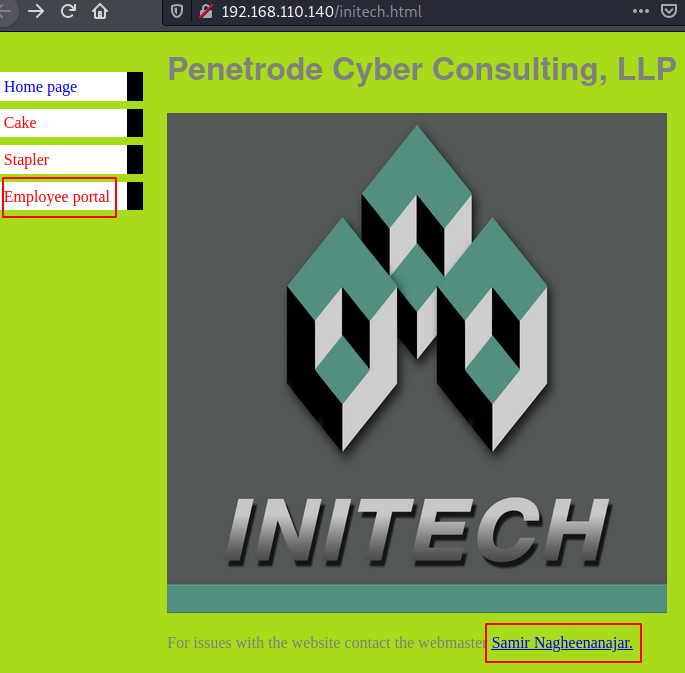 192.168.110.140/initech.html
Penetrode Cyber Consulting, LLP
Home page
Cake
Stapler
Employee portal
INITECH
For issues with the website contact the webmaster Samir Nagheenanajar.